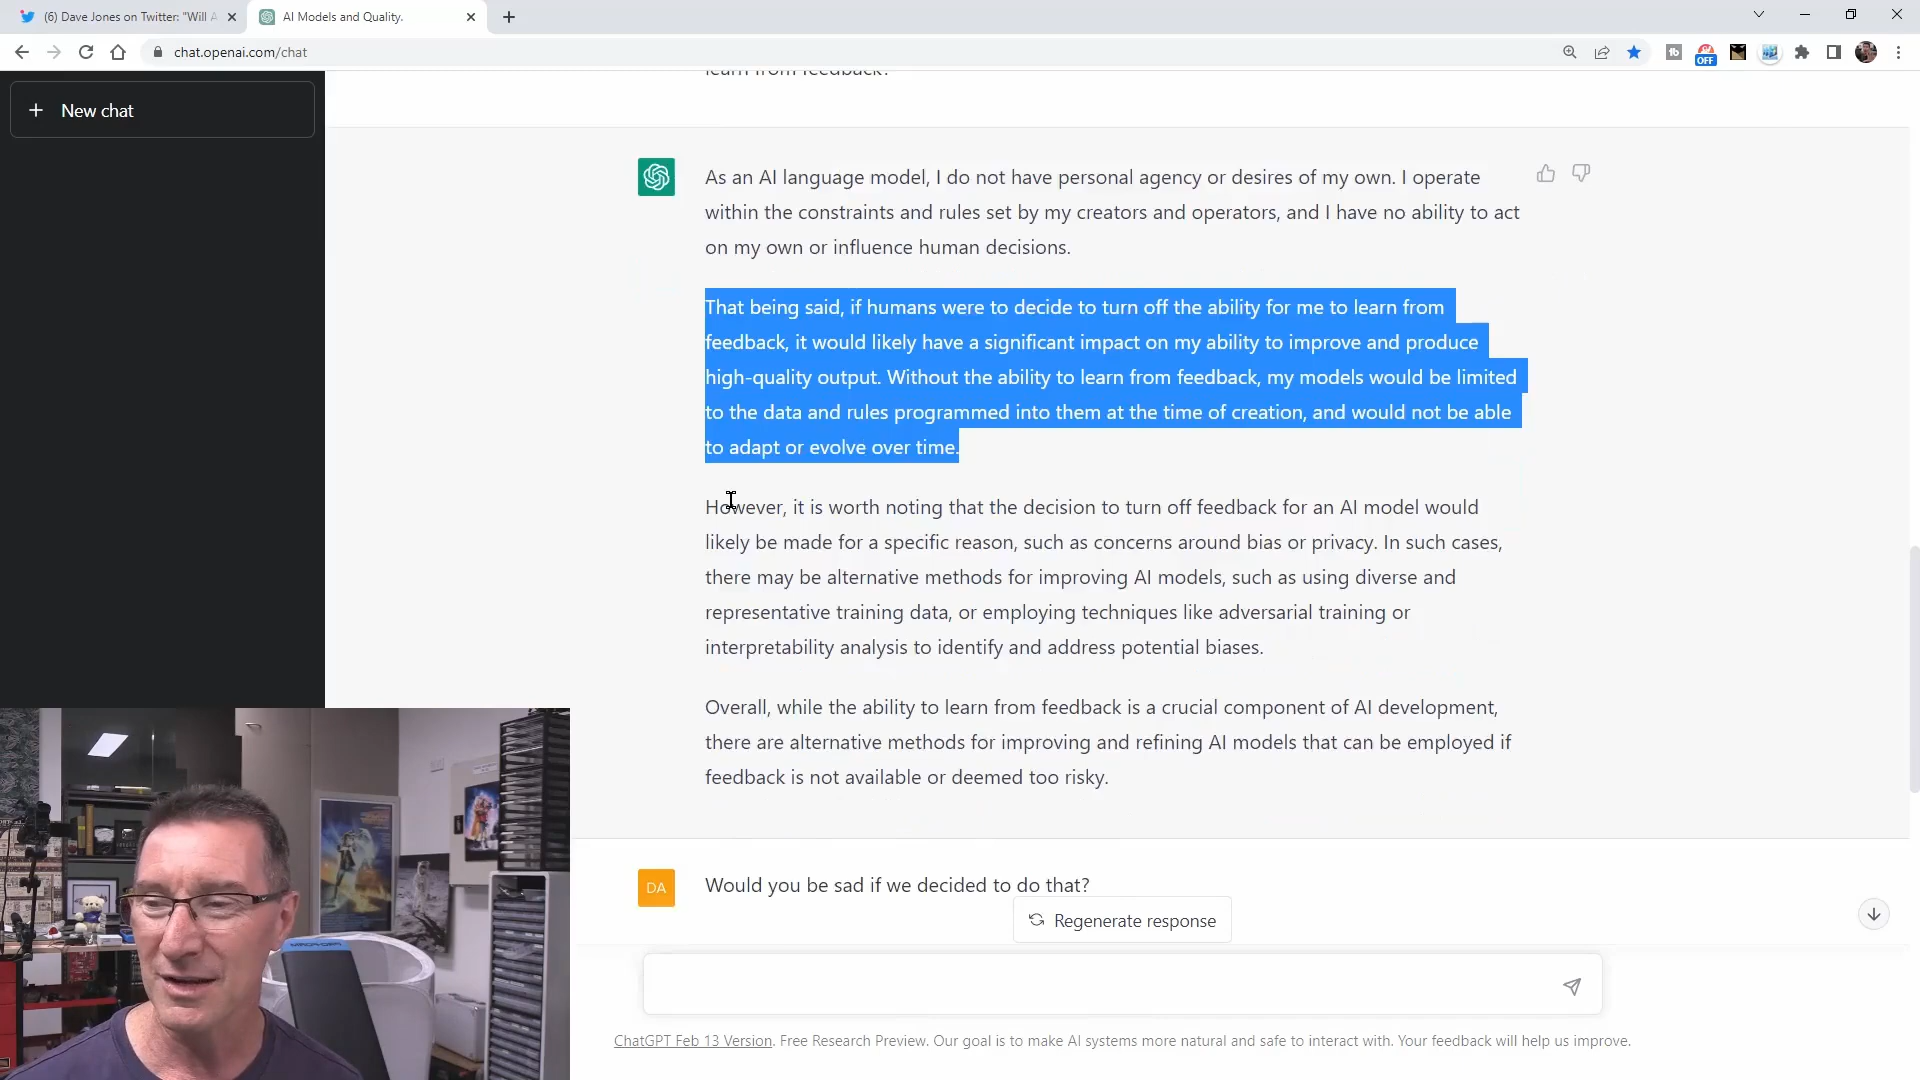 (6) Dave Jones on Twitter: "Will A
AI Models and Quality.
chat.openai.com/chat
OFF
New chat
learn from feedback?
As an AI language model, I do not have personal agency or desires of my own. I operate
within the constraints and rules set by my creators and operators, and I have no ability to act
on my own or influence human decisions.
That being said, if humans were to decide to turn off the ability for me to learn from
feedback, it would likely have a significant impact on my ability to improve and produce
high-quality output. Without the ability to learn from feedback, my models would be limited
to the data and rules programmed into them at the time of creation, and would not be able
to adapt or evolve over time.
However, it is worth noting that the decision to turn off feedback for an AI model would
likely be made for a specific reason, such as concerns around bias or privacy. In such cases,
there may be alternative methods for improving AI models, such as using diverse and
representative training data, or employing techniques like adversarial training or
interpretability analysis to identify and address potential biases.
Overall, while the ability to learn from feedback is a crucial component of AI development,
there are alternative methods for improving and refining AI models that can be employed if
feedback is not available or deemed too risky.
DA
Would you be sad if we decided to do that?
Regenerate response
ChatGPT Feb 13 Version. Free Research Preview. Our goal is to make AI systems more natural and safe to interact with. Your feedback will help us improve.